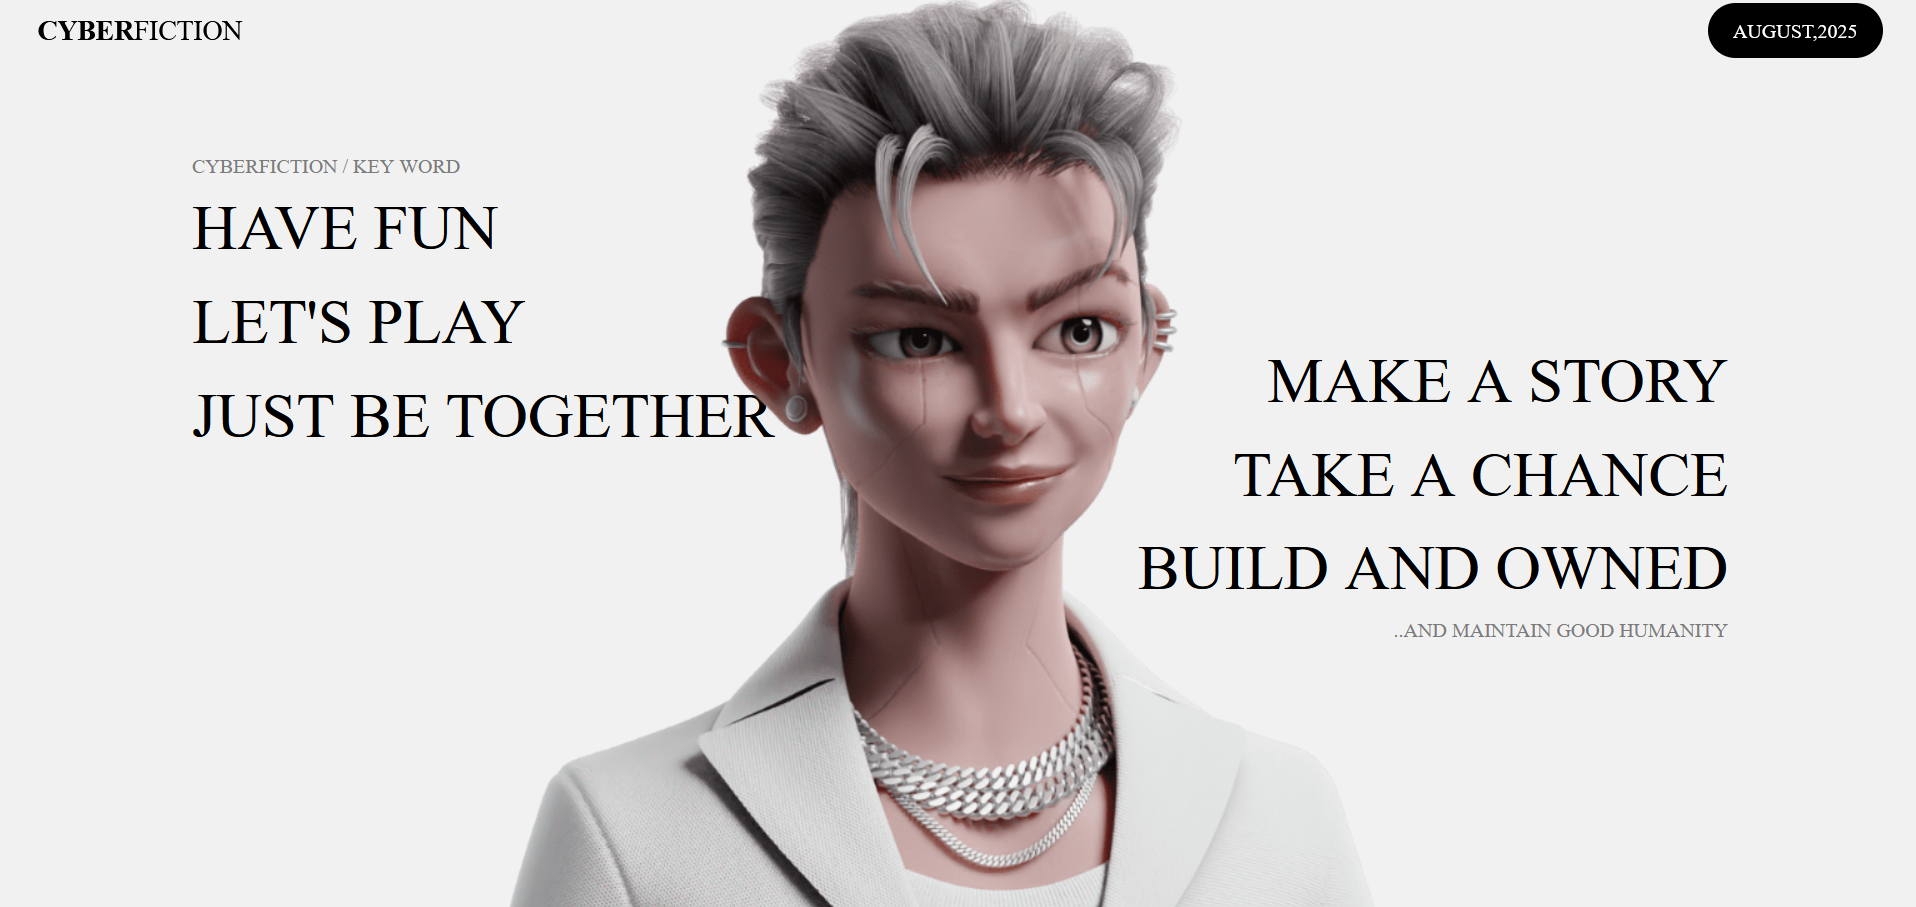 CYBERFICTION
AUGUST,2025
CYBERFICTION / KEY WORD
HAVE FUN
LET'S PLAY
JUST BE TOGETHER
MAKE A STORY
TAKE A CHANCE
BUILD AND OWNED
..AND MAINTAIN GOOD HUMANITY